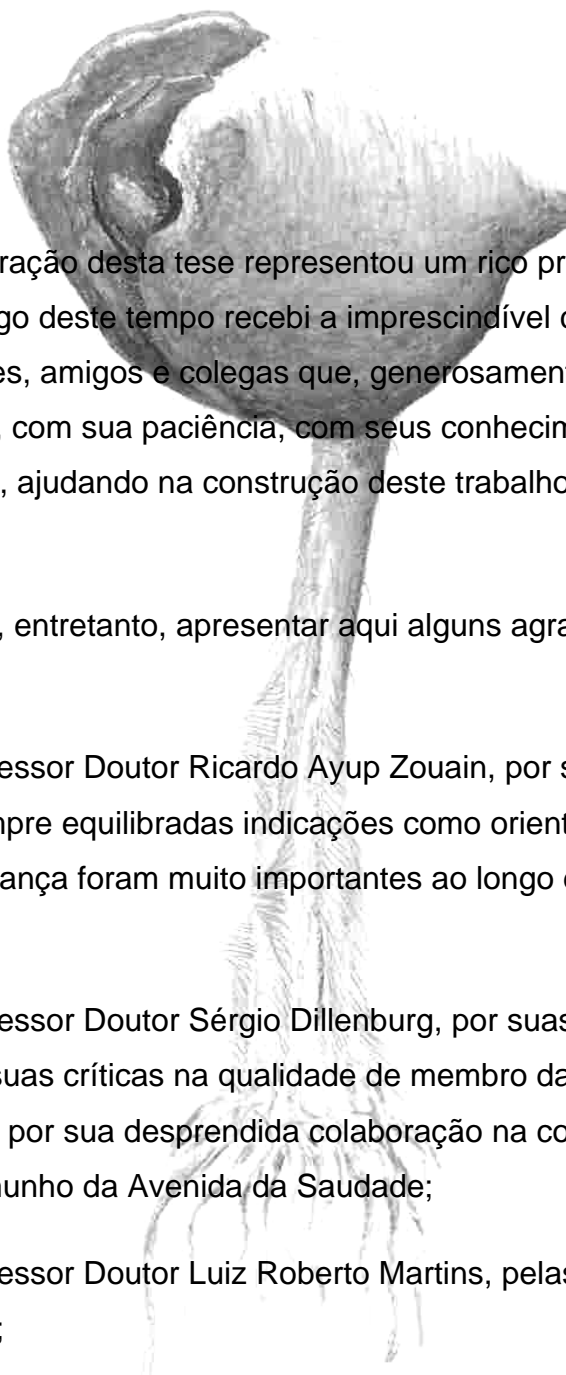 ração desta tese representou um rico pr
go deste tempo recebi a imprescindível
es, amigos e colegas que, generosament
, com sua paciência, com seus conhecim
, ajudando na construção deste trabalho
, entretanto, apresentar aqui alguns agra
essor Doutor Ricardo Ayup Zouain, por s
npre equilibradas indicações como orient
ança foram muito importantes ao longo
essor Doutor Sérgio Dillenburg, por suas
suas críticas na qualidade de membro da
por sua desprendida colaboração na co
nunho da Avenida da Saudade;
essor Doutor Luiz Roberto Martins, pelas
;